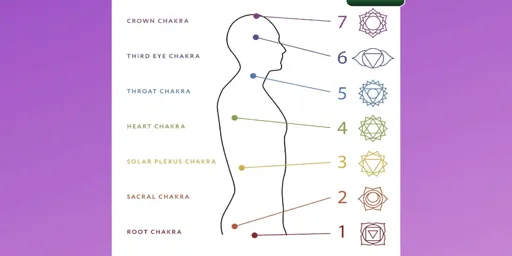 CROWN CHAKRA 7
THIRD EYE CHAKRA 6
THROAT CHAKRA 5
HEART CHAKRA 4
SOLAR PLEXUS CHAKRA 3
SACRAL CHAKRA 2
ROOT CHAKRA 1